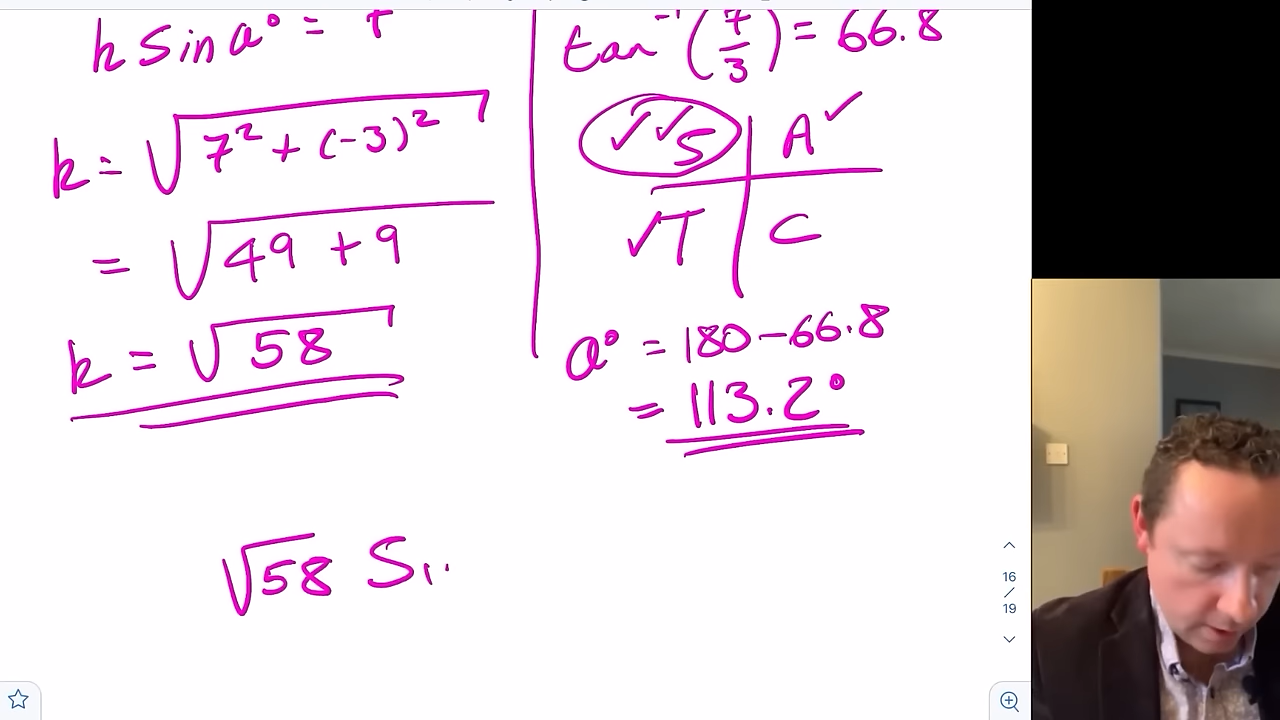 k Sin a° =
k = √7² + (-3)²
= √49 + 9
k = √58
tan⁻¹ (7/3) = 66.8
✓✓S A✓
✓T C
a° = 180 - 66.8
= 113.2°
√58 Si
16
/
19